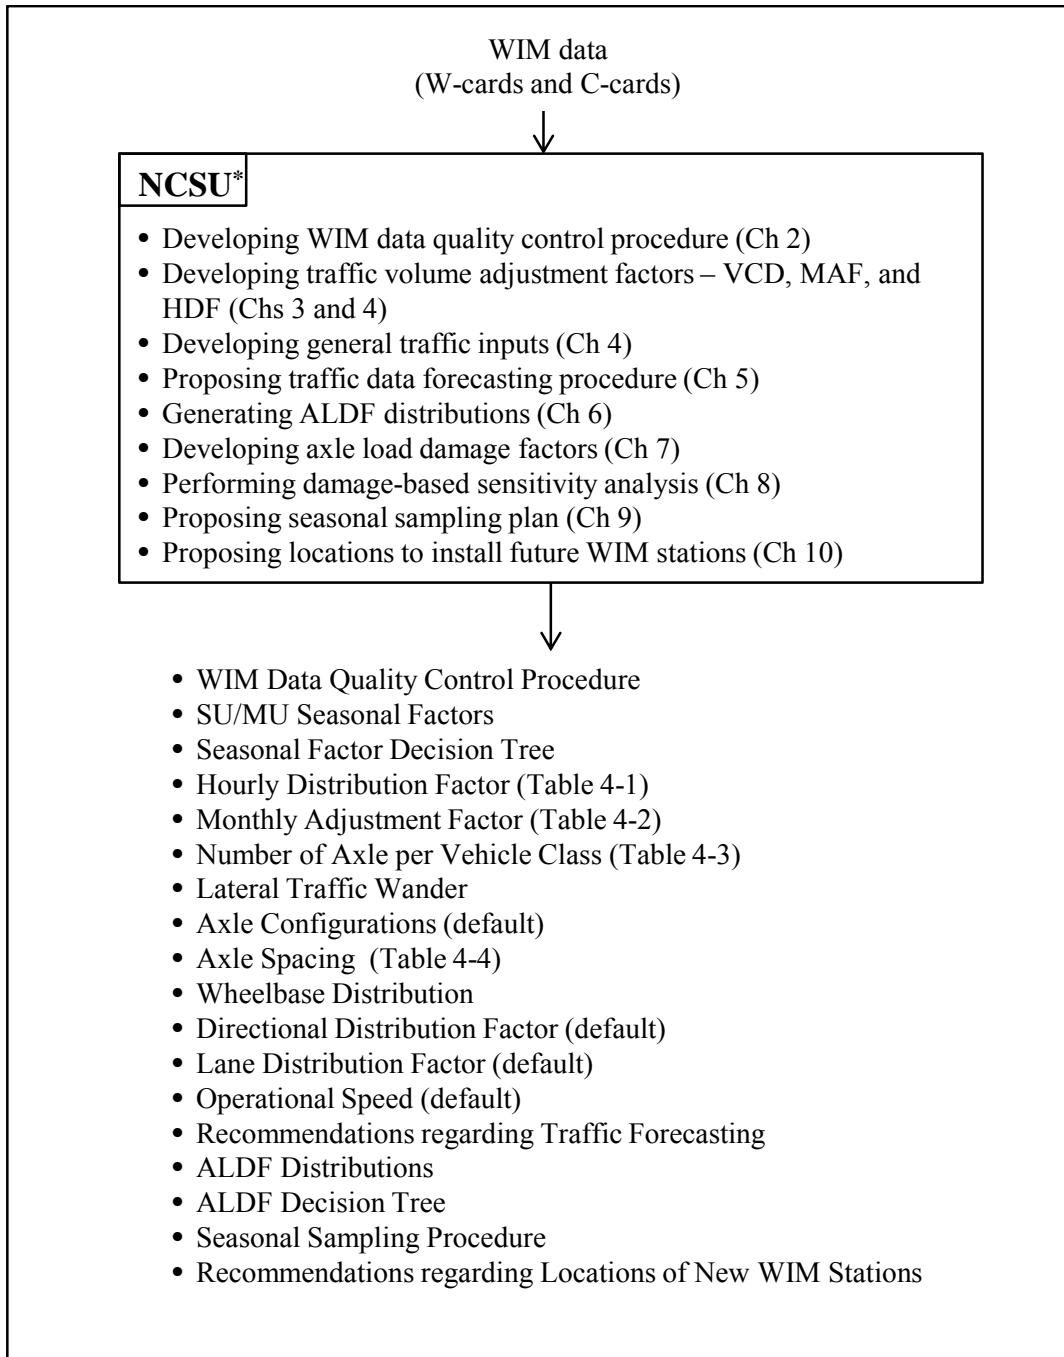 WIM data
(W-cards and C-cards)
NCSU*
• Developing WIM data quality control procedure (Ch 2)
• Developing traffic volume adjustment factors – VCD, MAF, and
HDF (Chs 3 and 4)
• Developing general traffic inputs (Ch 4)
• Proposing traffic data forecasting procedure (Ch 5)
• Generating ALDF distributions (Ch 6)
• Developing axle load damage factors (Ch 7)
• Performing damage-based sensitivity analysis (Ch 8)
• Proposing seasonal sampling plan (Ch 9)
• Proposing locations to install future WIM stations (Ch 10)
• WIM Data Quality Control Procedure
• SU/MU Seasonal Factors
• Seasonal Factor Decision Tree
• Hourly Distribution Factor (Table 4-1)
• Monthly Adjustment Factor (Table 4-2)
• Number of Axle per Vehicle Class (Table 4-3)
• Lateral Traffic Wander
• Axle Configurations (default)
• Axle Spacing (Table 4-4)
• Wheelbase Distribution
• Directional Distribution Factor (default)
• Lane Distribution Factor (default)
• Operational Speed (default)
• Recommendations regarding Traffic Forecasting
• ALDF Distributions
• ALDF Decision Tree
• Seasonal Sampling Procedure
• Recommendations regarding Locations of New WIM Stations